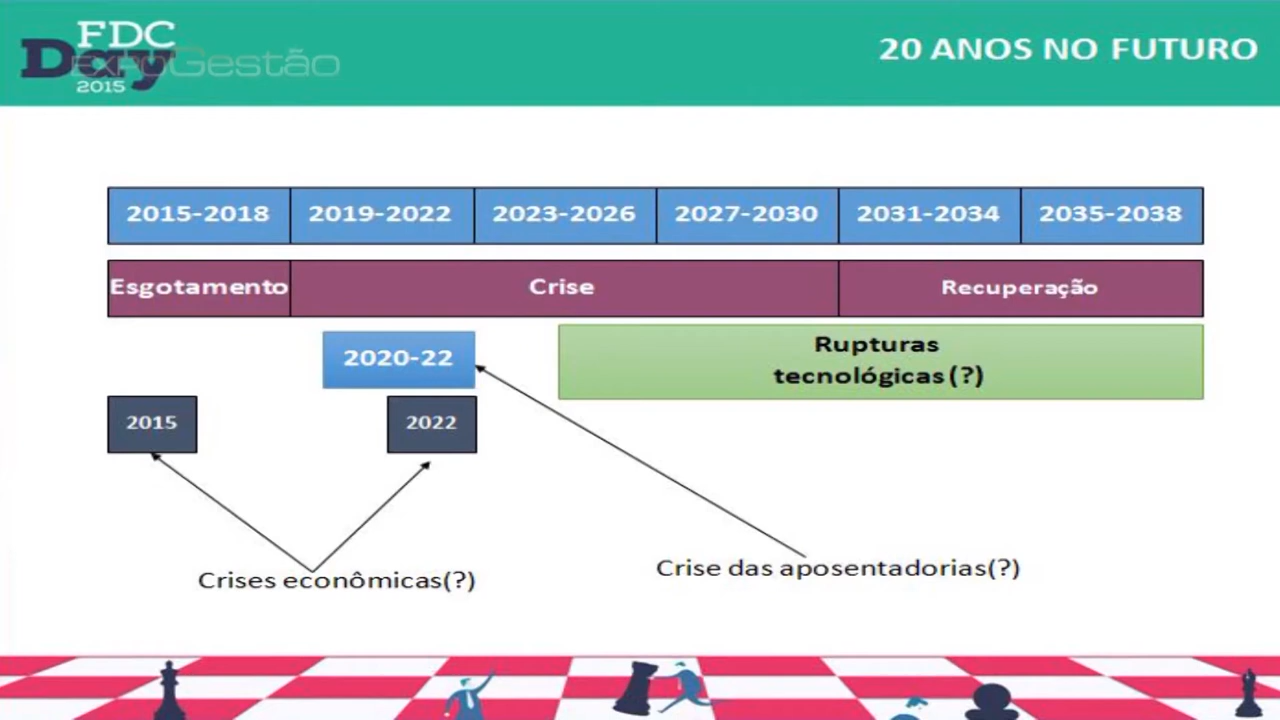 FDC
Day
ExpoGestão
2015
20 ANOS NO FUTURO
2015-2018 2019-2022 2023-2026 2027-2030 2031-2034 2035-2038
Esgotamento Crise Recuperação
2020-22
Rupturas
tecnológicas(?)
2015 2022
Crises econômicas(?)
Crise das aposentadorias(?)